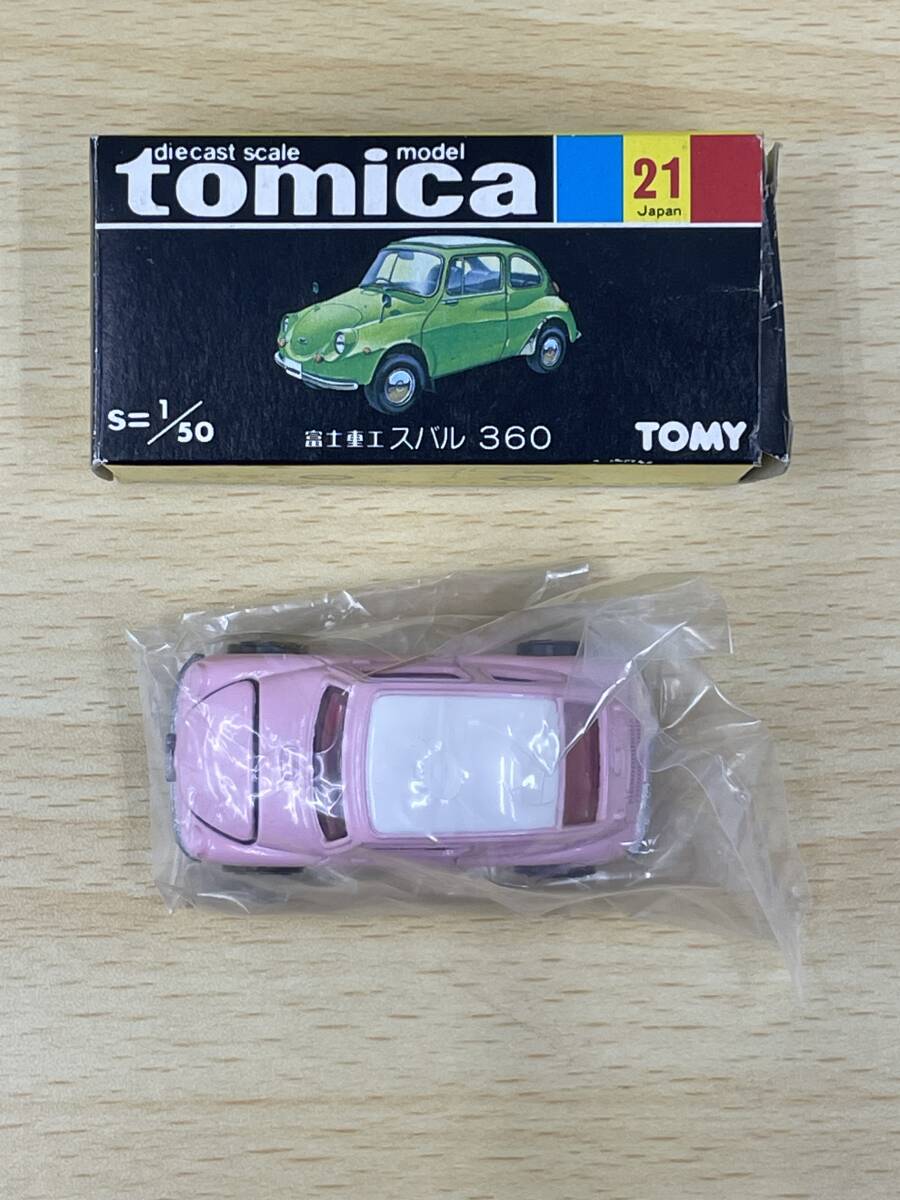 diecast scale model
tomica
21
Japan
S=1/50
富士重工 スバル 360
TOMY